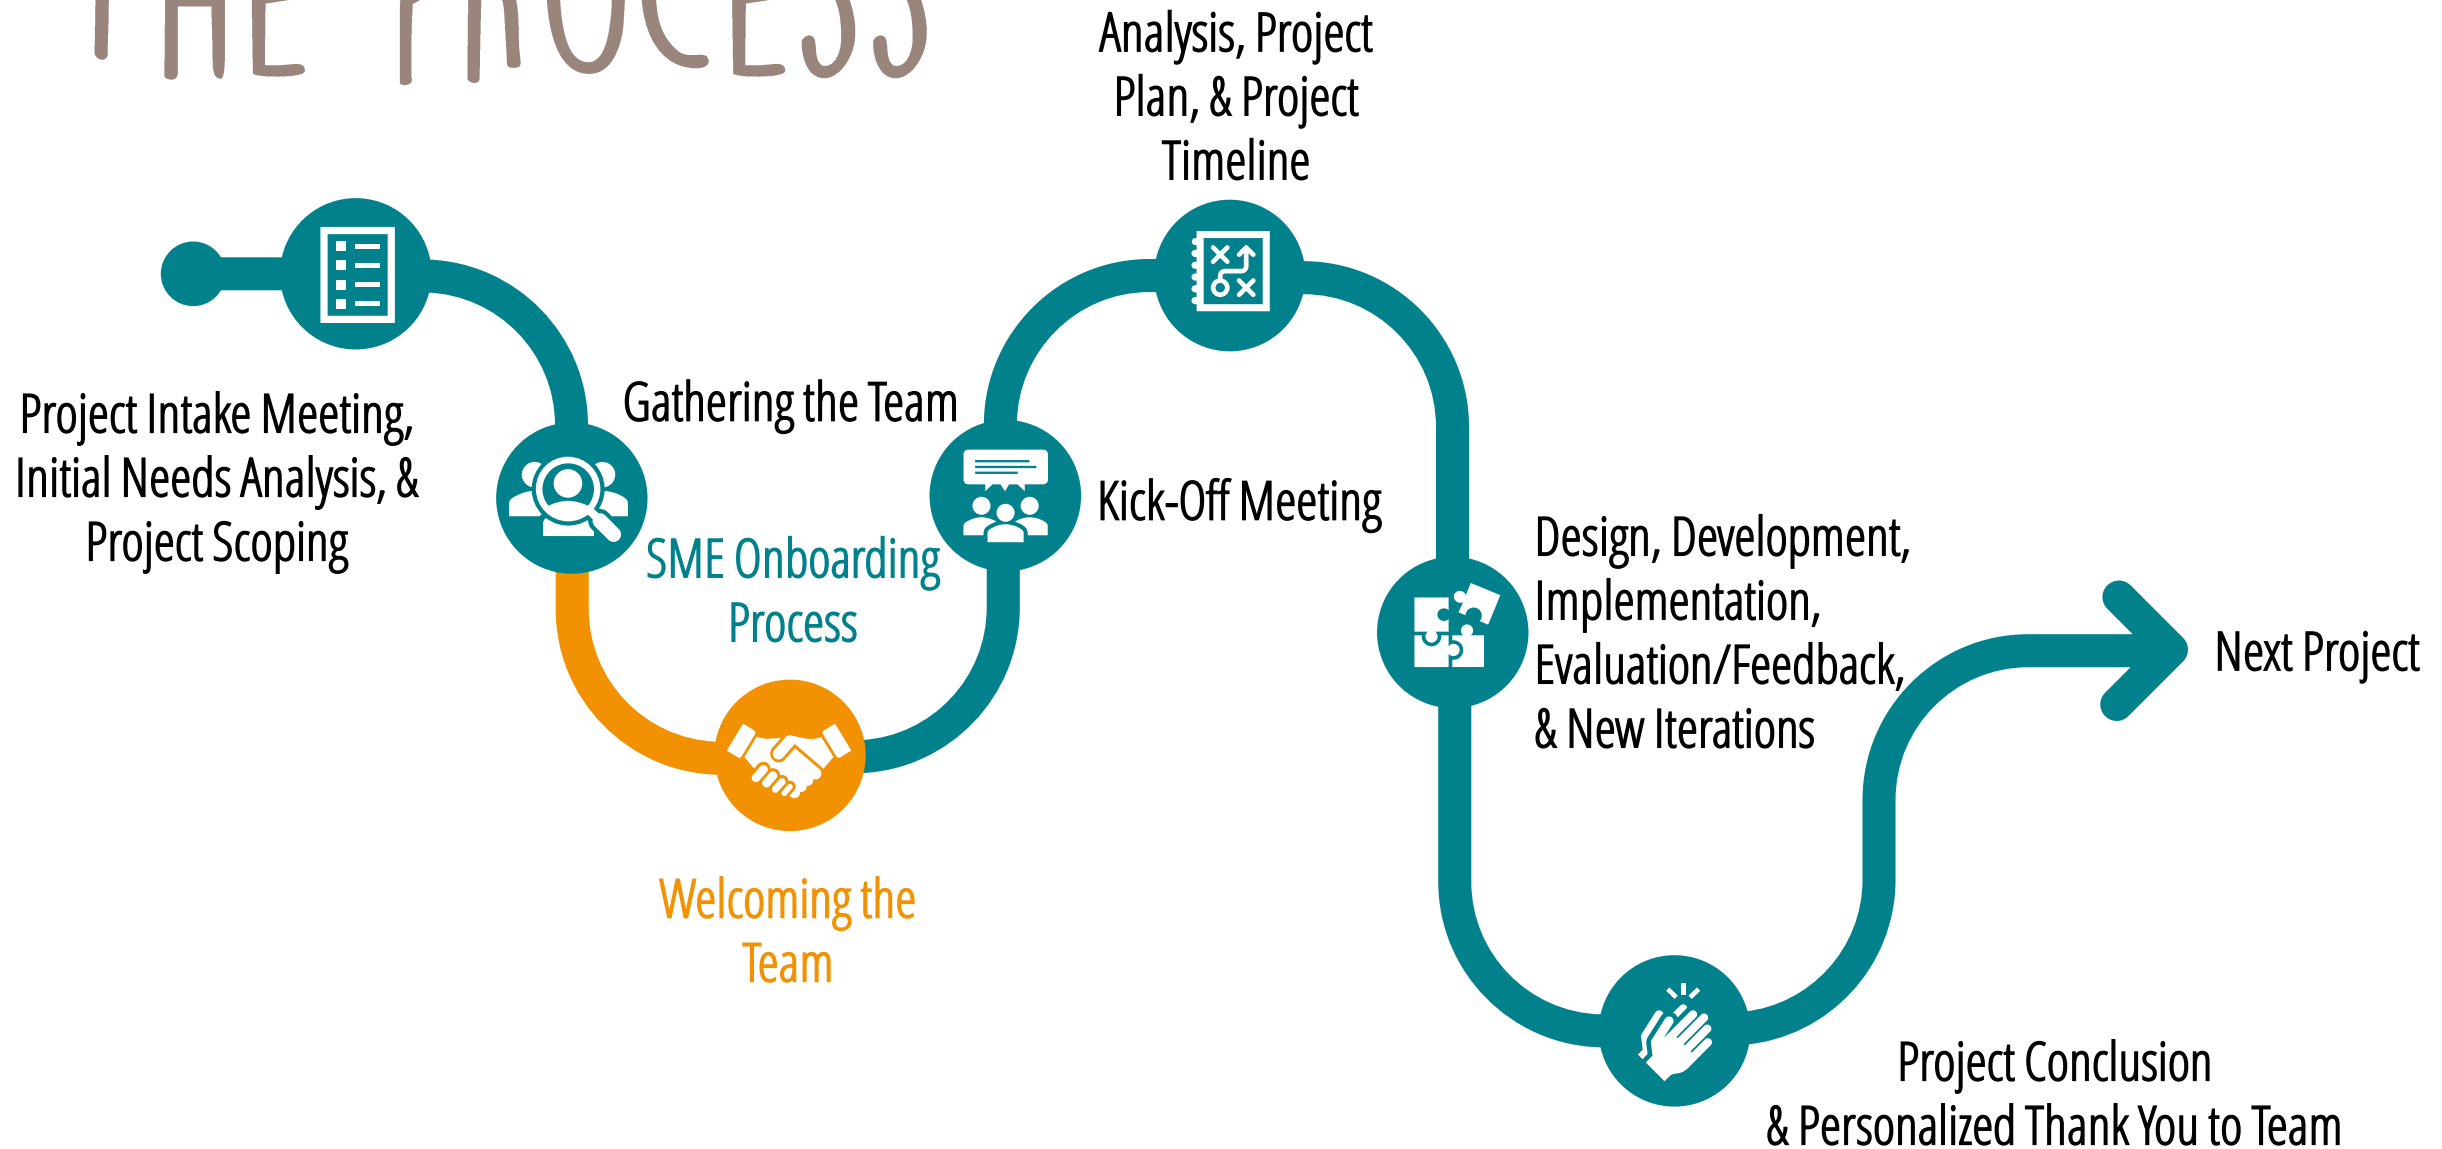 THE PROCESS
Analysis, Project
Plan, & Project
Timeline
Project Intake Meeting,
Initial Needs Analysis, &
Project Scoping
Gathering the Team
SME Onboarding
Process
Kick-Off Meeting
Welcoming the
Team
Design, Development,
Implementation,
Evaluation/Feedback,
& New Iterations
Next Project
Project Conclusion
& Personalized Thank You to Team